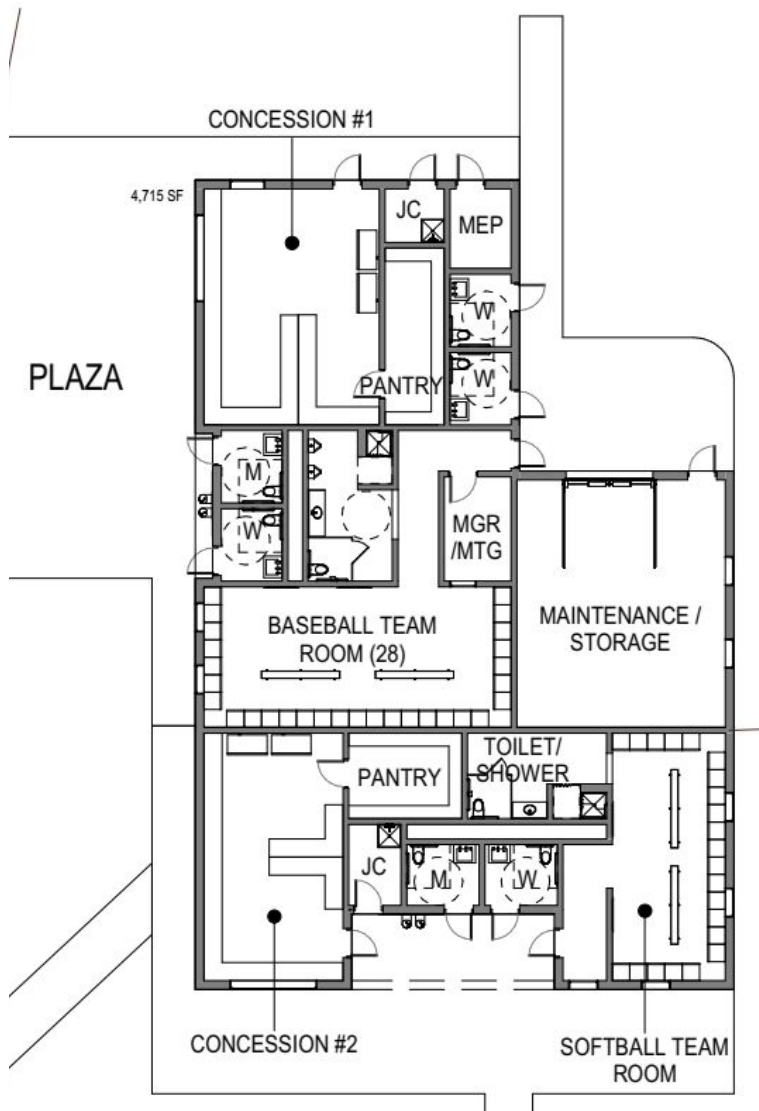 CONCESSION #1
4,715 SF
JC
MEP
W
PLAZA
PANTRY
W
M
W
MGR
/MTG
MAINTENANCE /
STORAGE
BASEBALL TEAM
ROOM (28)
TOILET/
SHOWER
PANTRY
JC
M
W
CONCESSION #2
SOFTBALL TEAM
ROOM